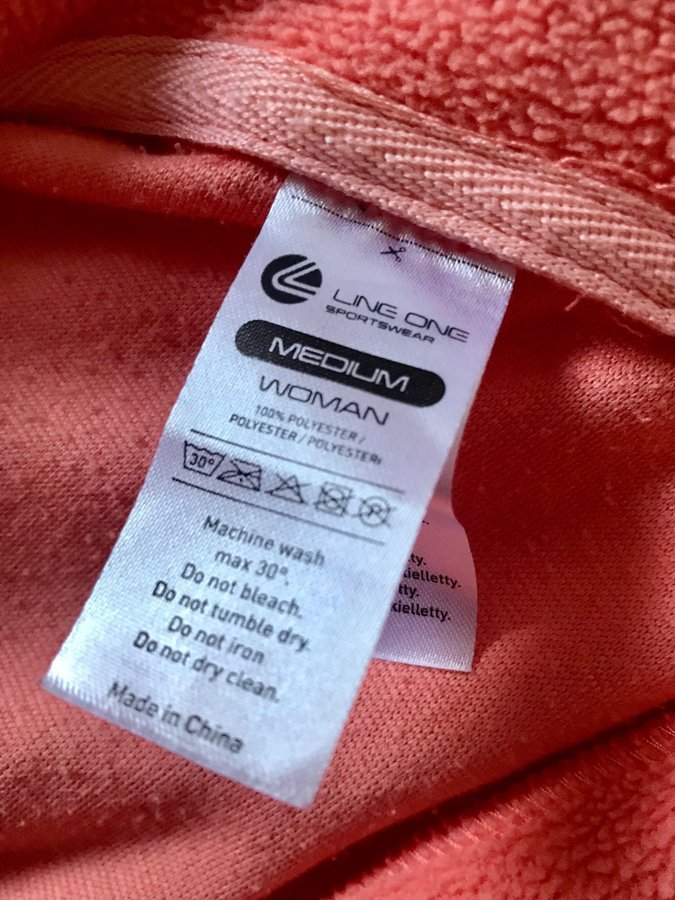 LINE ONE
SPORTSWEAR
MEDIUM
WOMAN
100% POLYESTER /
POLYESTER / POLYESTER
30°
Machine wash
max 30°.
Do not bleach.
Do not tumble dry.
Do not iron
Do not dry clean.
Made in China